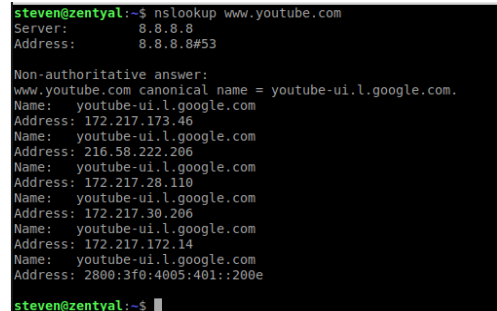 steven@zentyal:~$ nslookup www.youtube.com
Server:         8.8.8.8
Address:        8.8.8.8#53

Non-authoritative answer:
www.youtube.com canonical name = youtube-ui.l.google.com.
Name:   youtube-ui.l.google.com
Address: 172.217.173.46
Name:   youtube-ui.l.google.com
Address: 216.58.222.206
Name:   youtube-ui.l.google.com
Address: 172.217.28.110
Name:   youtube-ui.l.google.com
Address: 172.217.30.206
Name:   youtube-ui.l.google.com
Address: 172.217.172.14
Name:   youtube-ui.l.google.com
Address: 2800:3f0:4005:401::200e

steven@zentyal:~$